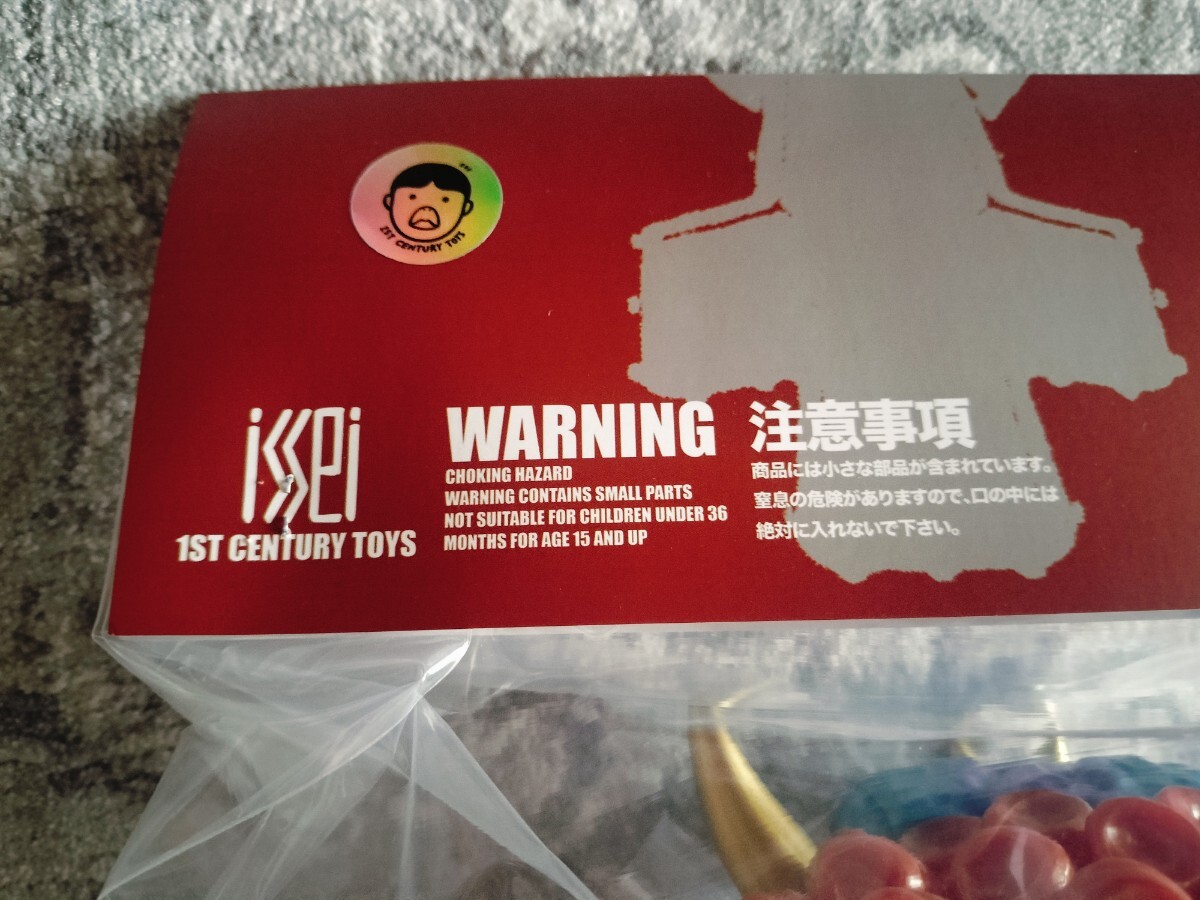 1ST CENTURY TOYS
issei
1ST CENTURY TOYS
WARNING
CHOKING HAZARD
WARNING CONTAINS SMALL PARTS
NOT SUITABLE FOR CHILDREN UNDER 36
MONTHS FOR AGE 15 AND UP
注意事項
商品には小さな部品が含まれています。
窒息の危険がありますので、口の中には
絶対に入れないで下さい。